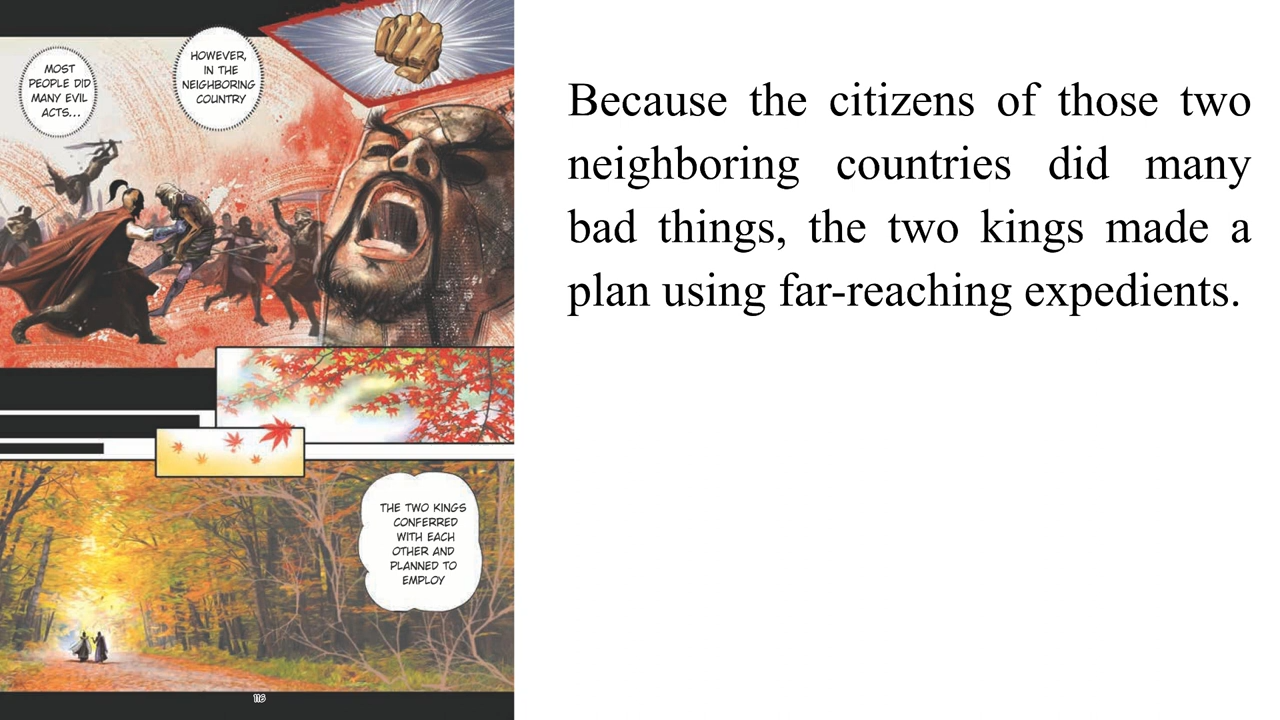 HOWEVER,
IN THE
NEIGHBORING
COUNTRY
MOST
PEOPLE DID
MANY EVIL
ACTS...
THE TWO KINGS
CONFERRED
WITH EACH
OTHER AND
PLANNED TO
EMPLOY
116
Because the citizens of those two
neighboring countries did many
bad things, the two kings made a
plan using far-reaching expedients.